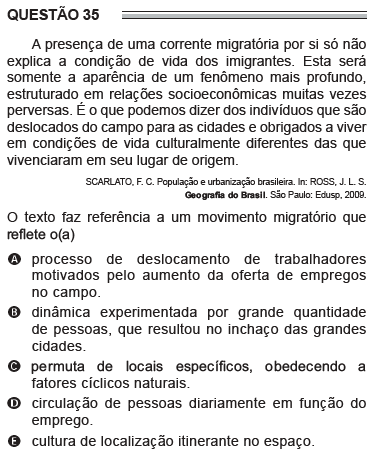 QUESTÃO 35
A presença de uma corrente migratória por si só não
explica a condição de vida dos imigrantes. Esta será
somente a aparência de um fenômeno mais profundo,
estruturado em relações socioeconômicas muitas vezes
perversas. É o que podemos dizer dos indivíduos que são
deslocados do campo para as cidades e obrigados a viver
em condições de vida culturalmente diferentes das que
vivenciaram em seu lugar de origem.
SCARLATO, F. C. População e urbanização brasileira. In: ROSS, J. L. S.
Geografia do Brasil. São Paulo: Edusp, 2009.
O texto faz referência a um movimento migratório que
reflete o(a)
A processo de deslocamento de trabalhadores
motivados pelo aumento da oferta de empregos
no campo.
B dinâmica experimentada por grande quantidade
de pessoas, que resultou no inchaço das grandes
cidades.
C permuta de locais específicos, obedecendo a
fatores cíclicos naturais.
D circulação de pessoas diariamente em função do
emprego.
E cultura de localização itinerante no espaço.